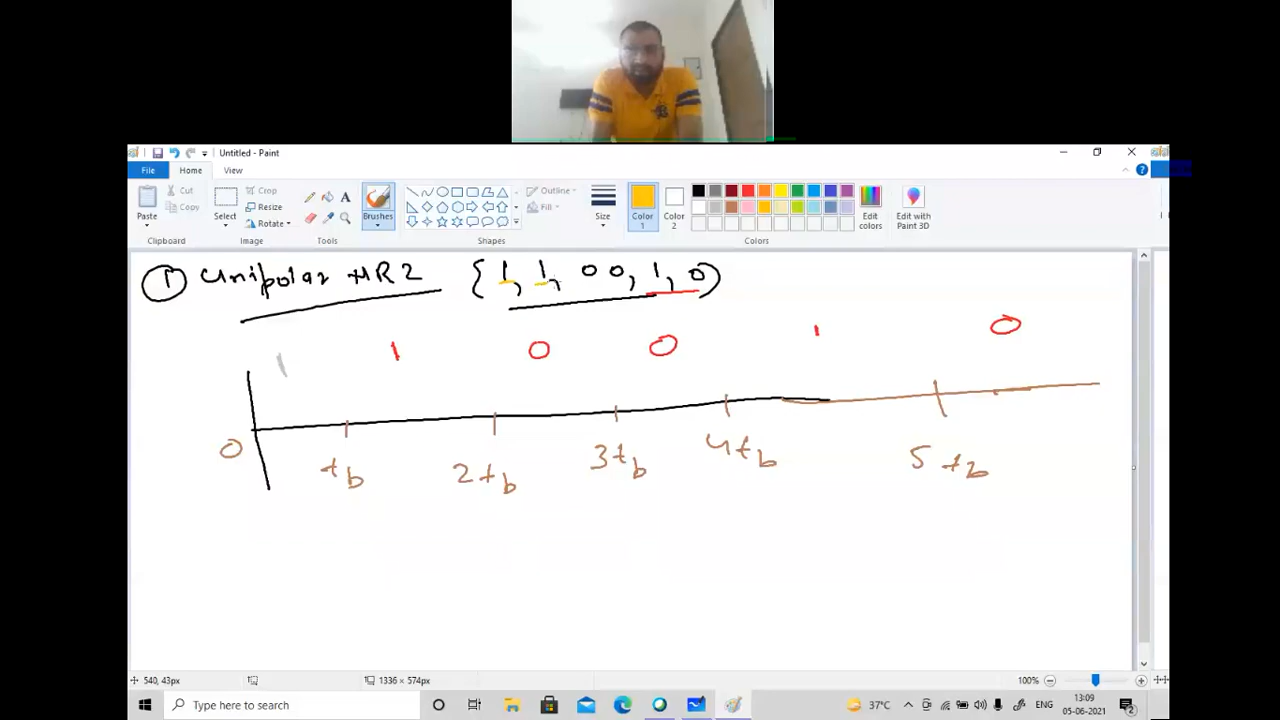 Untitled - Paint
File Home View
Cut
Copy
Paste
Crop
Resize
Rotate
Select
Brushes
Outline
Fill
Size
Color 1
Color 2
Edit colors
Edit with Paint 3D
Clipboard Image Tools Shapes Colors
① Unipolar NRZ {1, 1, 0 0, 1, 0}
1 1 0 0 1 0
0 tb 2tb 3tb 4tb 5tb
540, 43px 1336 × 574px 100%
Type here to search 37°C ENG 13:09
05-06-2021 2